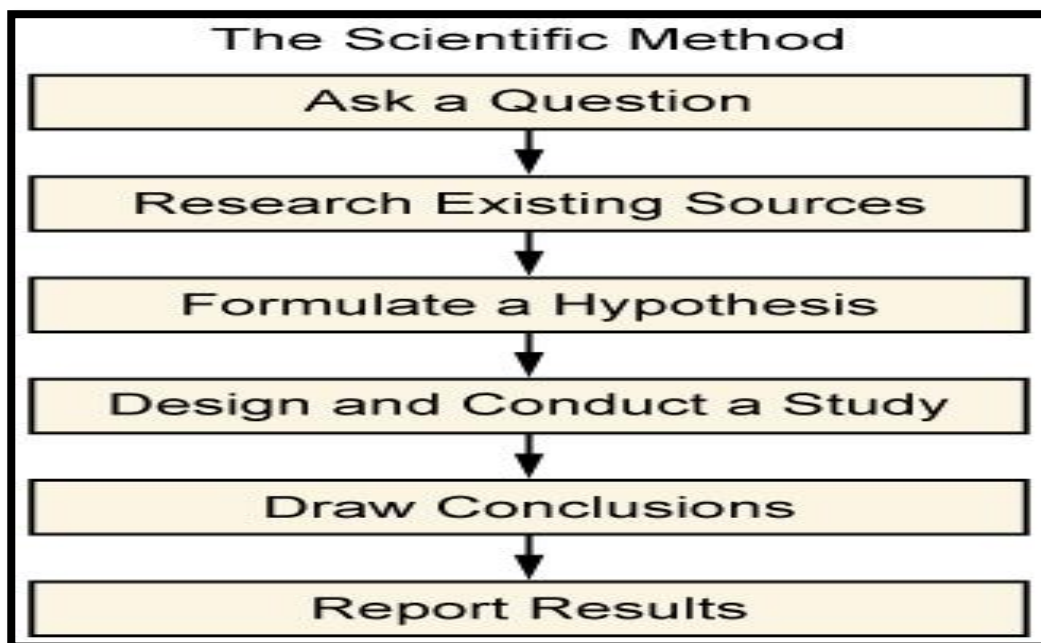 The Scientific Method
Ask a Question
Research Existing Sources
Formulate a Hypothesis
Design and Conduct a Study
Draw Conclusions
Report Results